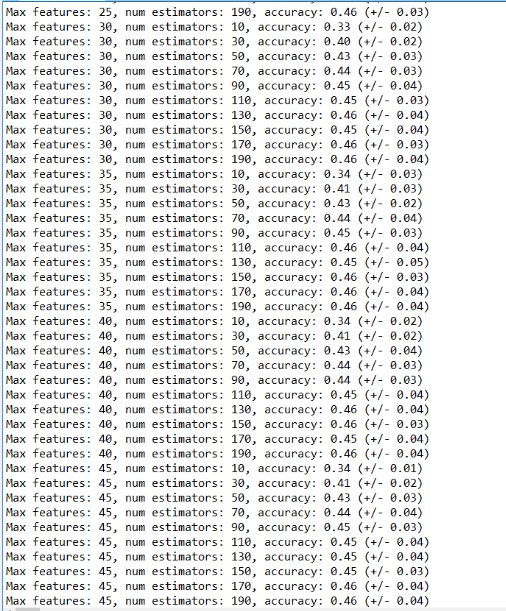 Max features: 25, num estimators: 190, accuracy: 0.46 (+/- 0.03)
Max features: 30, num estimators: 10, accuracy: 0.33 (+/- 0.02)
Max features: 30, num estimators: 30, accuracy: 0.40 (+/- 0.02)
Max features: 30, num estimators: 50, accuracy: 0.43 (+/- 0.03)
Max features: 30, num estimators: 70, accuracy: 0.44 (+/- 0.03)
Max features: 30, num estimators: 90, accuracy: 0.45 (+/- 0.04)
Max features: 30, num estimators: 110, accuracy: 0.45 (+/- 0.03)
Max features: 30, num estimators: 130, accuracy: 0.46 (+/- 0.04)
Max features: 30, num estimators: 150, accuracy: 0.45 (+/- 0.04)
Max features: 30, num estimators: 170, accuracy: 0.46 (+/- 0.03)
Max features: 30, num estimators: 190, accuracy: 0.46 (+/- 0.04)
Max features: 35, num estimators: 10, accuracy: 0.34 (+/- 0.03)
Max features: 35, num estimators: 30, accuracy: 0.41 (+/- 0.03)
Max features: 35, num estimators: 50, accuracy: 0.43 (+/- 0.02)
Max features: 35, num estimators: 70, accuracy: 0.44 (+/- 0.04)
Max features: 35, num estimators: 90, accuracy: 0.45 (+/- 0.03)
Max features: 35, num estimators: 110, accuracy: 0.46 (+/- 0.04)
Max features: 35, num estimators: 130, accuracy: 0.45 (+/- 0.05)
Max features: 35, num estimators: 150, accuracy: 0.46 (+/- 0.03)
Max features: 35, num estimators: 170, accuracy: 0.46 (+/- 0.04)
Max features: 35, num estimators: 190, accuracy: 0.46 (+/- 0.04)
Max features: 40, num estimators: 10, accuracy: 0.34 (+/- 0.02)
Max features: 40, num estimators: 30, accuracy: 0.41 (+/- 0.02)
Max features: 40, num estimators: 50, accuracy: 0.43 (+/- 0.04)
Max features: 40, num estimators: 70, accuracy: 0.44 (+/- 0.03)
Max features: 40, num estimators: 90, accuracy: 0.44 (+/- 0.03)
Max features: 40, num estimators: 110, accuracy: 0.45 (+/- 0.04)
Max features: 40, num estimators: 130, accuracy: 0.46 (+/- 0.04)
Max features: 40, num estimators: 150, accuracy: 0.46 (+/- 0.03)
Max features: 40, num estimators: 170, accuracy: 0.45 (+/- 0.04)
Max features: 40, num estimators: 190, accuracy: 0.46 (+/- 0.04)
Max features: 45, num estimators: 10, accuracy: 0.34 (+/- 0.01)
Max features: 45, num estimators: 30, accuracy: 0.41 (+/- 0.02)
Max features: 45, num estimators: 50, accuracy: 0.43 (+/- 0.03)
Max features: 45, num estimators: 70, accuracy: 0.44 (+/- 0.04)
Max features: 45, num estimators: 90, accuracy: 0.45 (+/- 0.03)
Max features: 45, num estimators: 110, accuracy: 0.45 (+/- 0.04)
Max features: 45, num estimators: 130, accuracy: 0.45 (+/- 0.04)
Max features: 45, num estimators: 150, accuracy: 0.45 (+/- 0.03)
Max features: 45, num estimators: 170, accuracy: 0.46 (+/- 0.04)
Max features: 45, num estimators: 190, accuracy: 0.46 (+/- 0.04)